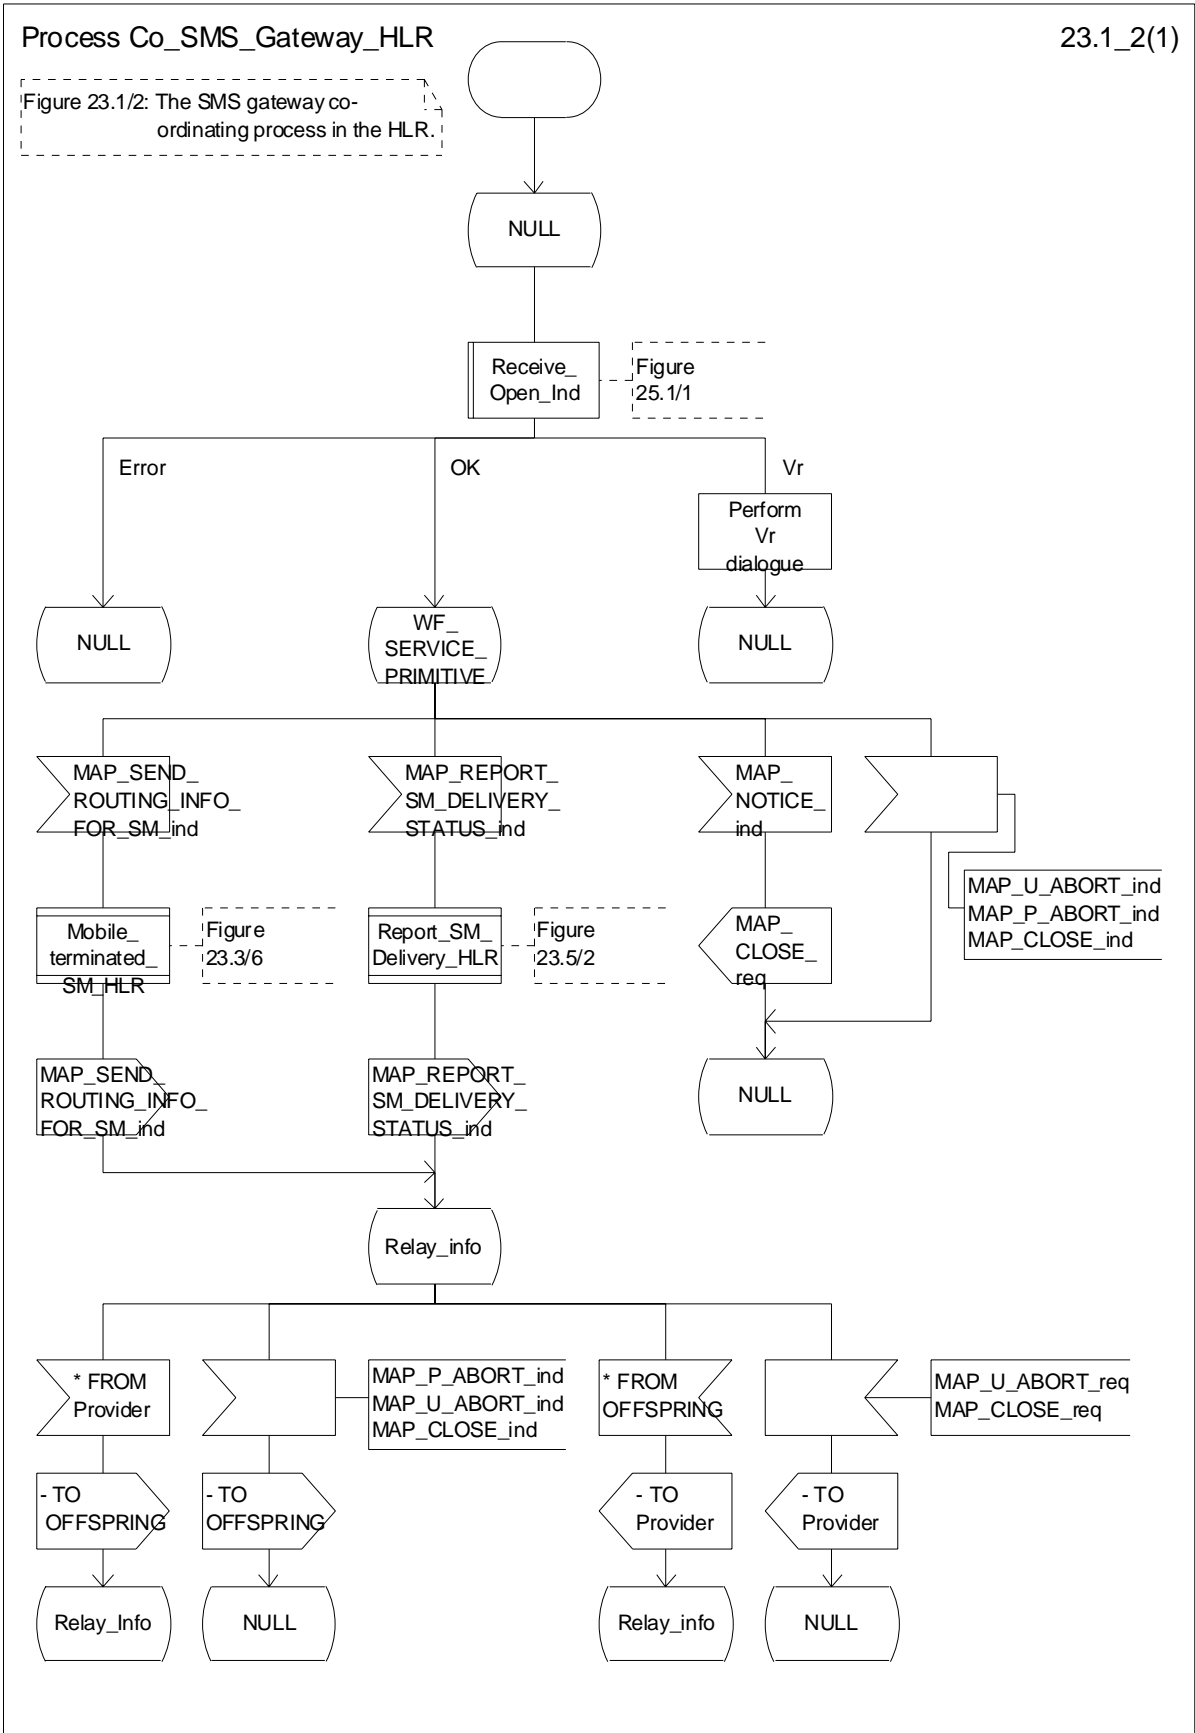 Process Co_SMS_Gateway_HLR
23.1_2(1)
Figure 23.1/2: The SMS gateway co-
ordinating process in the HLR.
NULL
Receive_
Open_Ind
Figure
25.1/1
Error
OK
Vr
Perform
Vr
dialogue
NULL
WF_
SERVICE_
PRIMITIVE
NULL
MAP_SEND_
ROUTING_INFO_
FOR_SM_ind
MAP_REPORT_
SM_DELIVERY_
STATUS_ind
MAP_
NOTICE_
ind
MAP_U_ABORT_ind
MAP_P_ABORT_ind
MAP_CLOSE_ind
Mobile_
terminated_
SM_HLR
Figure
23.3/6
Report_SM_
Delivery_HLR
Figure
23.5/2
MAP_
CLOSE_
req
MAP_SEND_
ROUTING_INFO_
FOR_SM_ind
MAP_REPORT_
SM_DELIVERY_
STATUS_ind
NULL
Relay_info
* FROM
Provider
MAP_P_ABORT_ind
MAP_U_ABORT_ind
MAP_CLOSE_ind
* FROM
OFFSPRING
MAP_U_ABORT_req
MAP_CLOSE_req
- TO
OFFSPRING
- TO
OFFSPRING
- TO
Provider
- TO
Provider
Relay_Info
NULL
Relay_info
NULL